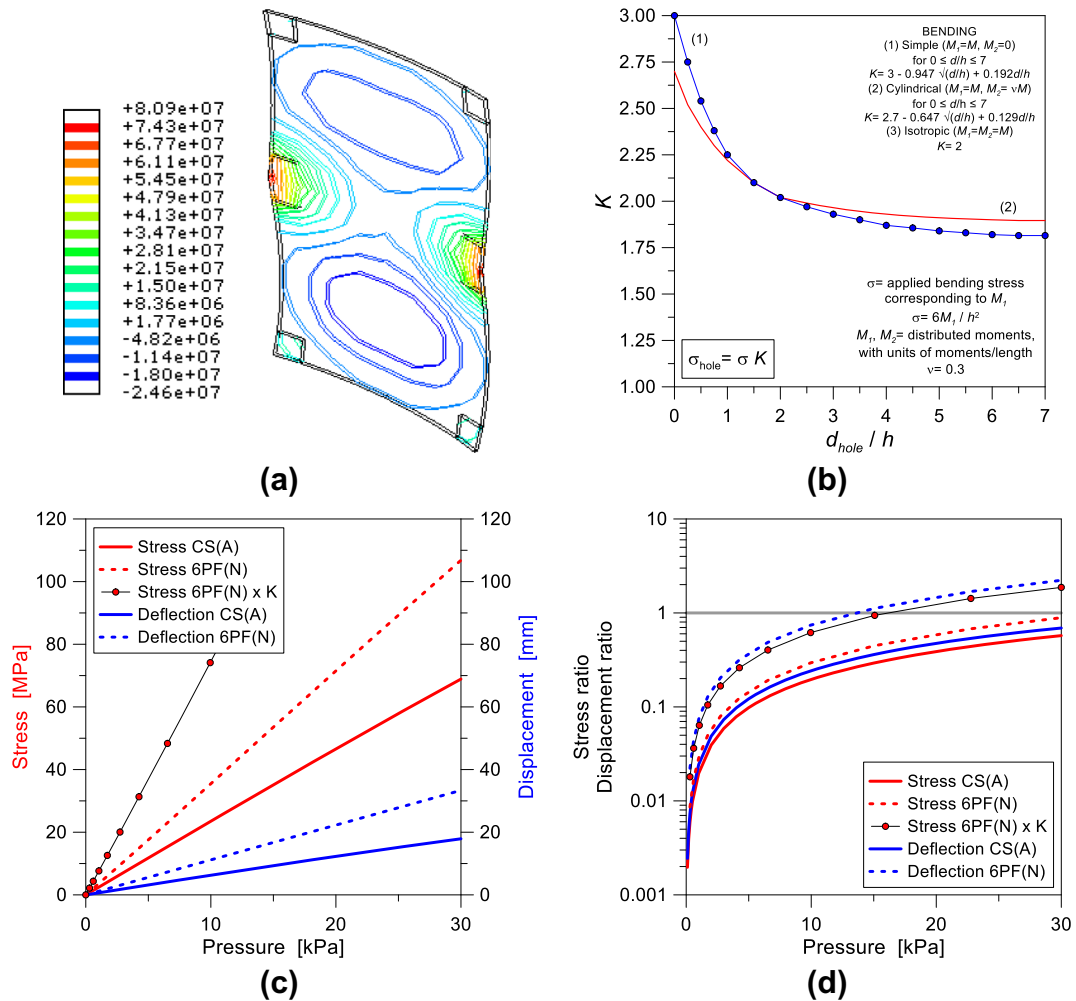 +8.09e+07
+7.43e+07
+6.77e+07
+6.11e+07
+5.45e+07
+4.79e+07
+4.13e+07
+3.47e+07
+2.81e+07
+2.15e+07
+1.50e+07
+8.36e+06
+1.77e+06
-4.82e+06
-1.14e+07
-1.80e+07
-2.46e+07
(a)
3.00
2.75
2.50
2.25
2.00
1.75
1.50
1.25
1.00
K
(1)
BENDING
(1) Simple (M₁=M, M₂=0)
for 0 ≤ d/h ≤ 7
K= 3 - 0.947 √(d/h) + 0.192d/h
(2) Cylindrical (M₁=M, M₂= νM)
for 0 ≤ d/h ≤ 7
K= 2.7 - 0.647 √(d/h) + 0.129d/h
(3) Isotropic (M₁=M₂=M)
K= 2
(2)
σ= applied bending stress
corresponding to M₁
σ= 6M₁ / h²
M₁, M₂= distributed moments,
with units of moments/length
ν= 0.3
σhole= σ K
0 1 2 3 4 5 6 7
dhole / h
(b)
120
100
80
60
40
20
0
Stress [MPa]
Stress CS(A)
Stress 6PF(N)
Stress 6PF(N) x K
Deflection CS(A)
Deflection 6PF(N)
120
100
80
60
40
20
0
Displacement [mm]
0 10 20 30
Pressure [kPa]
(c)
10
1
0.1
0.01
0.001
Stress ratio
Displacement ratio
Stress CS(A)
Stress 6PF(N)
Stress 6PF(N) x K
Deflection CS(A)
Deflection 6PF(N)
0 10 20 30
Pressure [kPa]
(d)